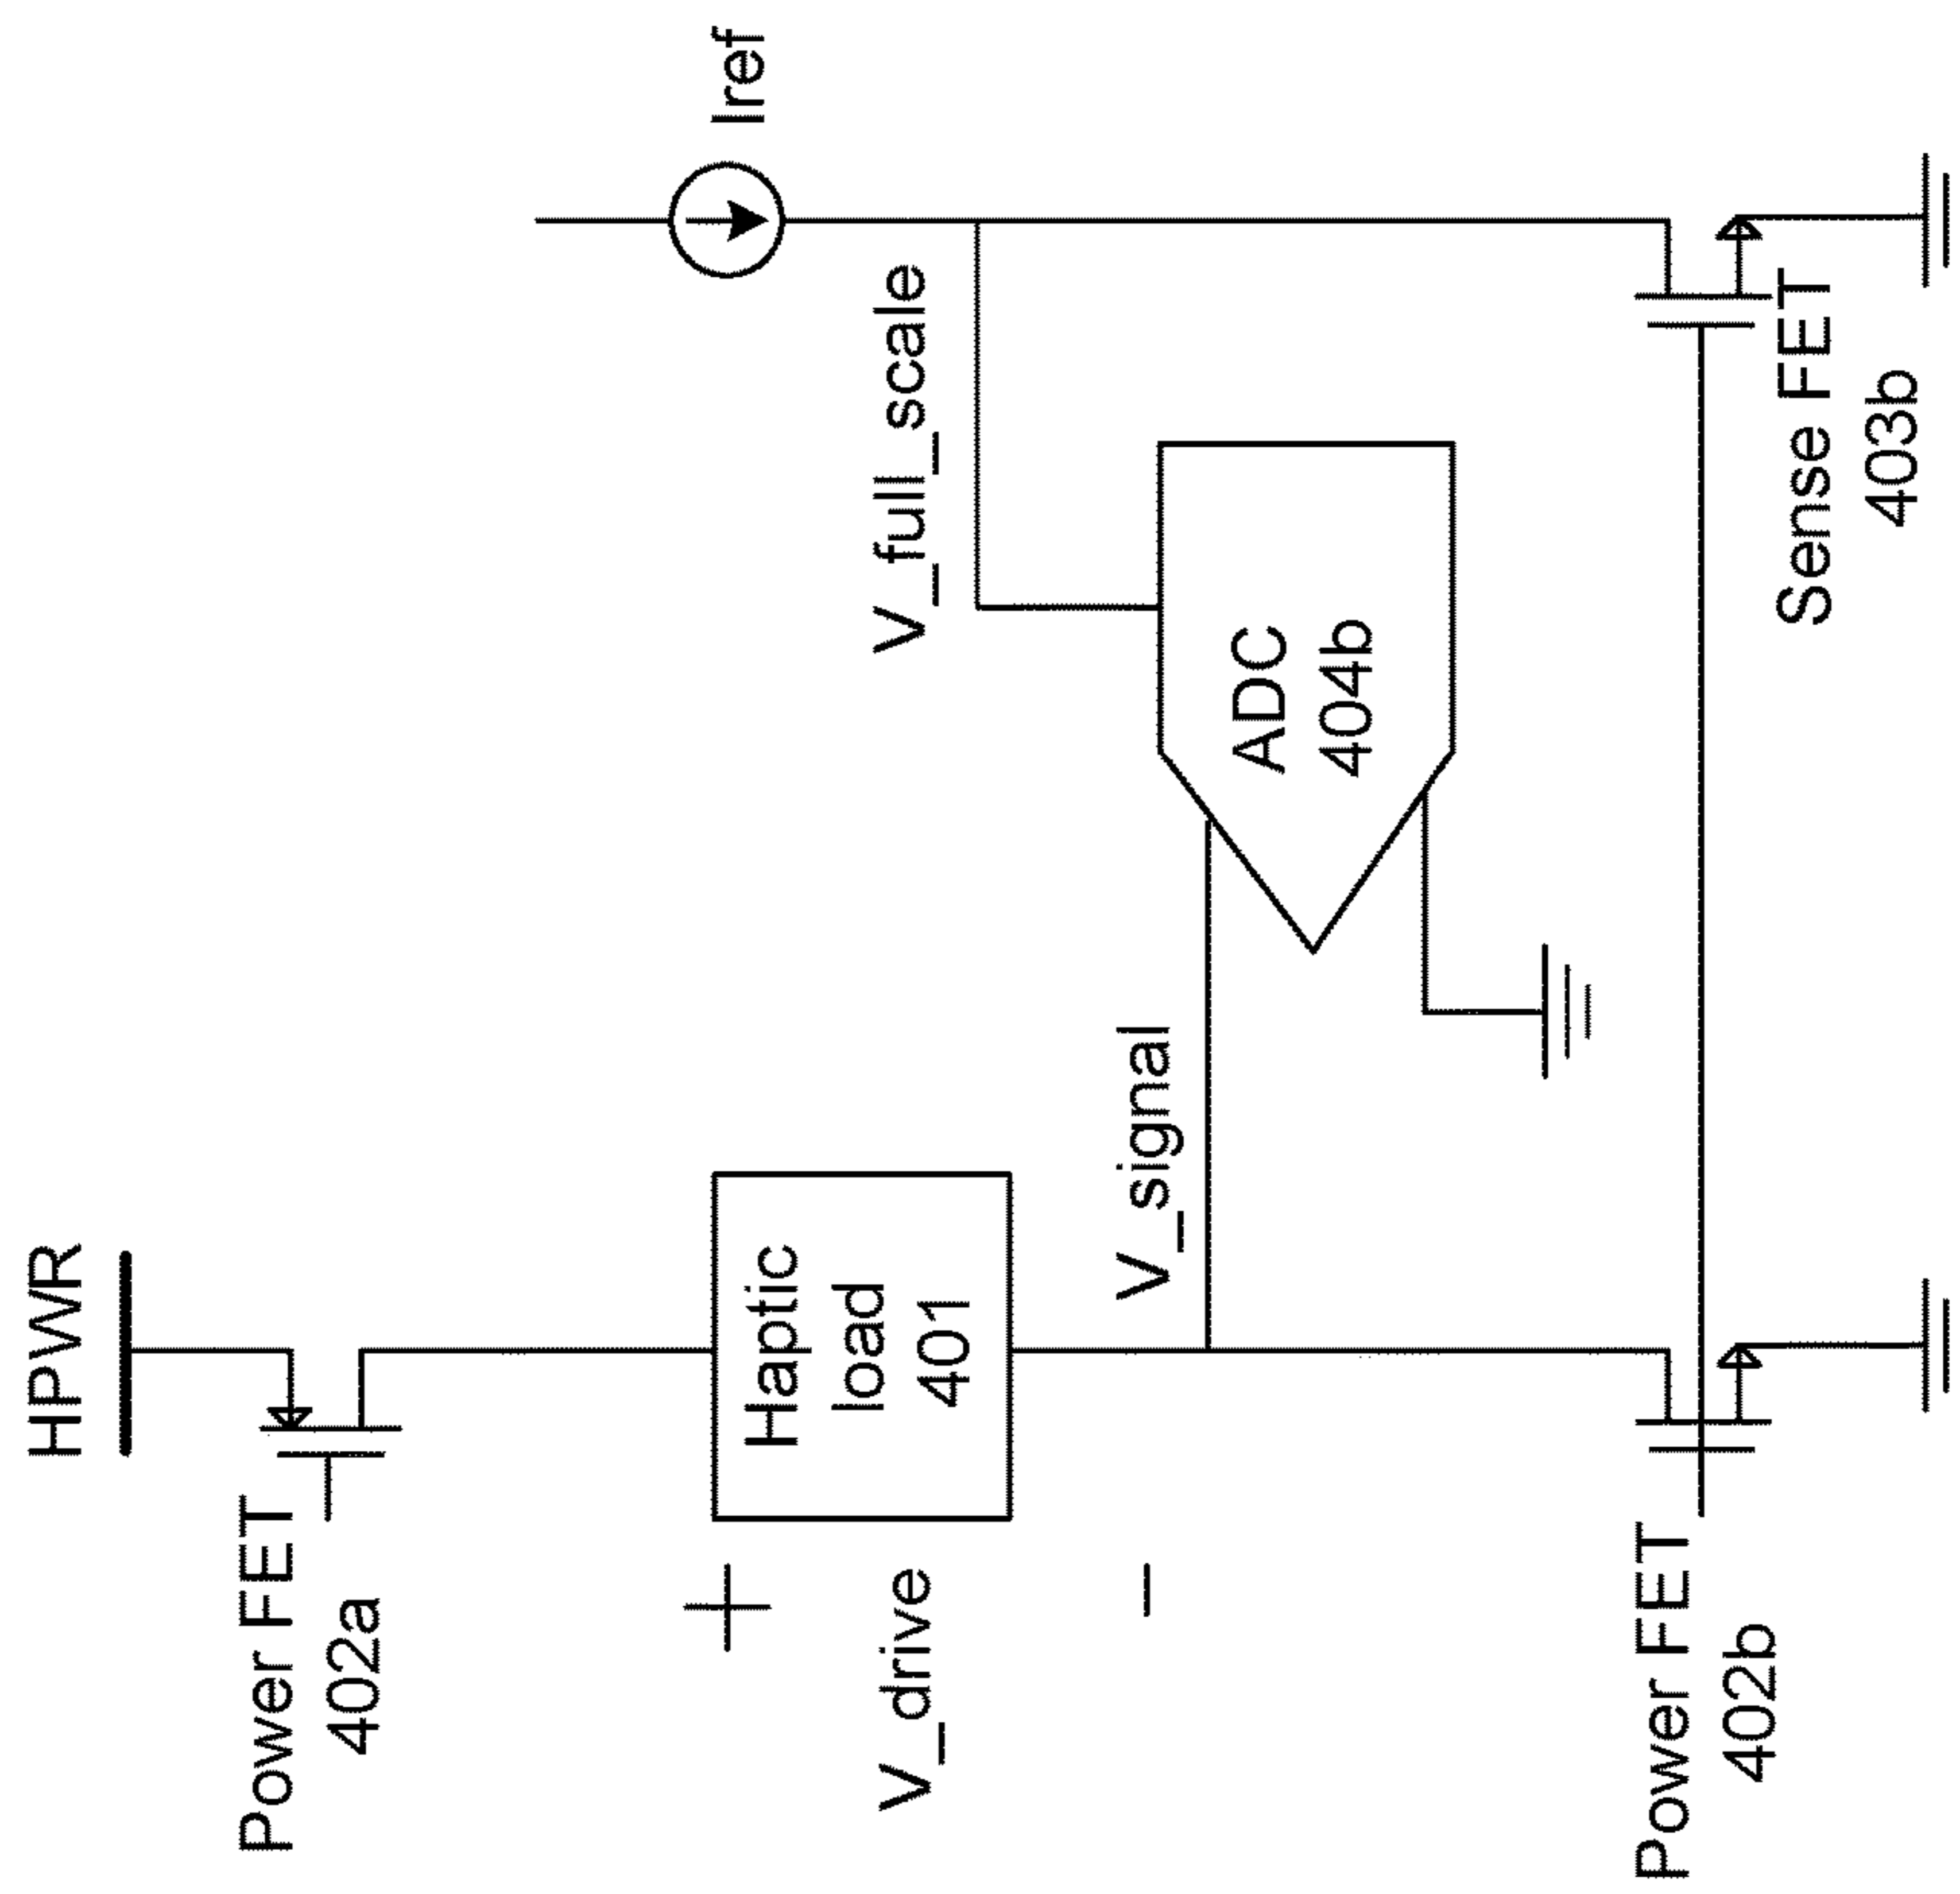 HPWR
Power FET
402a
Iref
V_full_scale
+
V_drive
-
Haptic
load
401
V_signal
ADC
404b
Power FET
402b
Sense FET
403b